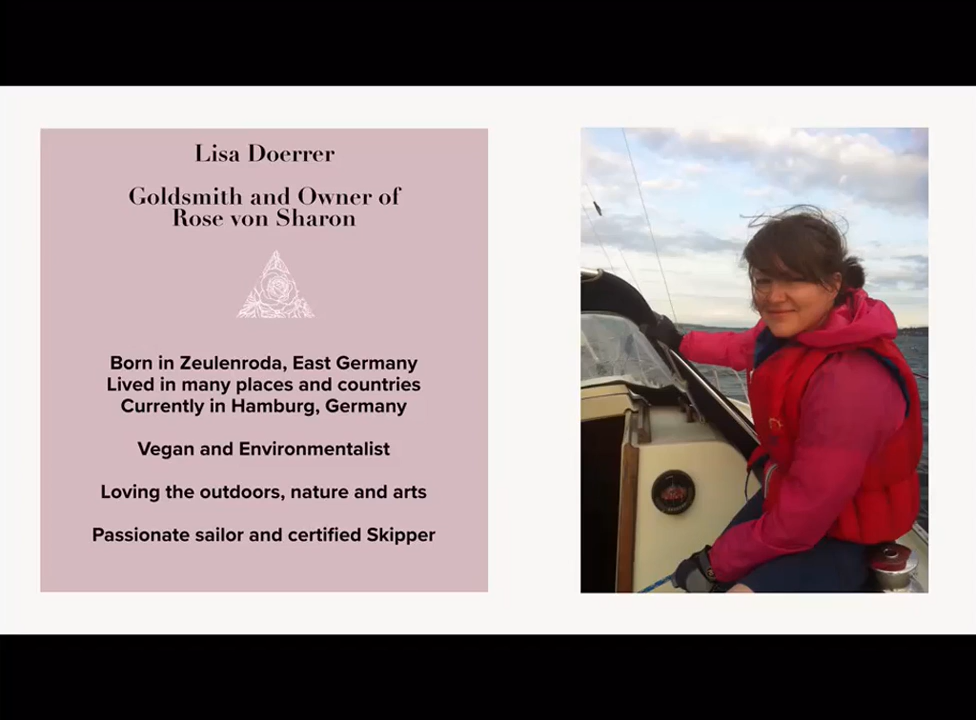 Lisa Doerrer
Goldsmith and Owner of
Rose von Sharon
Born in Zeulenroda, East Germany
Lived in many places and countries
Currently in Hamburg, Germany
Vegan and Environmentalist
Loving the outdoors, nature and arts
Passionate sailor and certified Skipper